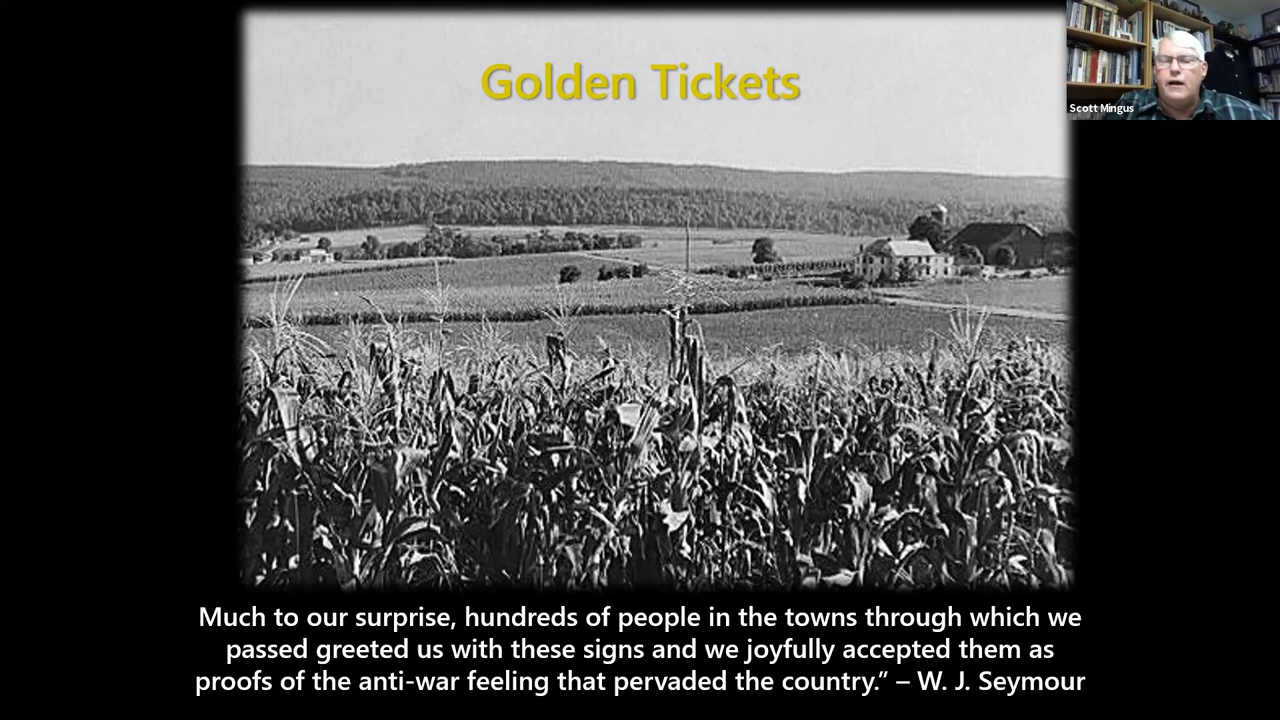 Golden Tickets
Scott Mingus
Much to our surprise, hundreds of people in the towns through which we
passed greeted us with these signs and we joyfully accepted them as
proofs of the anti-war feeling that pervaded the country.” – W. J. Seymour